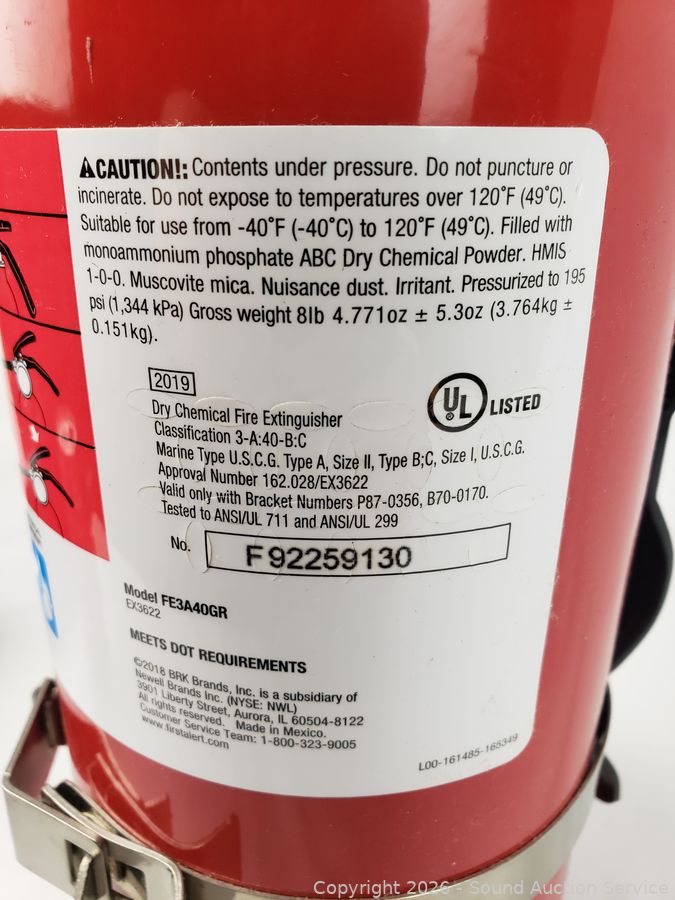 ⚠CAUTION!: Contents under pressure. Do not puncture or
incinerate. Do not expose to temperatures over 120°F (49°C).
Suitable for use from -40°F (-40°C) to 120°F (49°C). Filled with
monoammonium phosphate ABC Dry Chemical Powder. HMIS
1-0-0. Muscovite mica. Nuisance dust. Irritant. Pressurized to 195
psi (1,344 kPa) Gross weight 8lb 4.771oz ± 5.3oz (3.764kg ±
0.151kg).
2019
Dry Chemical Fire Extinguisher
Classification 3-A:40-B:C
Marine Type U.S.C.G. Type A, Size II, Type B;C, Size I, U.S.C.G.
Approval Number 162.028/EX3622
Valid only with Bracket Numbers P87-0356, B70-0170.
Tested to ANSI/UL 711 and ANSI/UL 299
UL LISTED
No. F92259130
Model FE3A40GR
EX3622
MEETS DOT REQUIREMENTS
©2018 BRK Brands, Inc. is a subsidiary of
Newell Brands Inc. (NYSE: NWL)
3901 Liberty Street, Aurora, IL 60504-8122
All rights reserved. Made in Mexico.
Customer Service Team: 1-800-323-9005
www.firstalert.com
L00-161485-165349
Copyright 2026 - Sound Auction Service